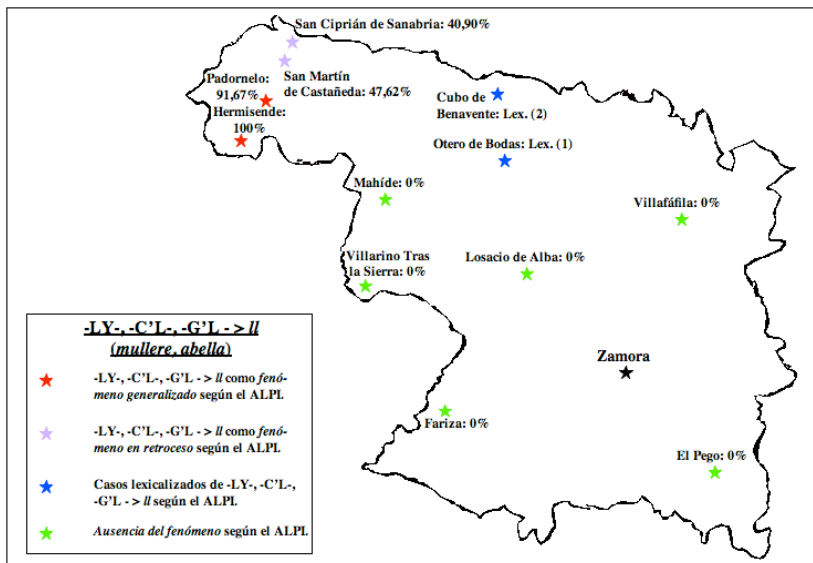 San Ciprián de Sanabria: 40,90%
San Martín
de Castañeda: 47,62%
Padornelo:
91,67%
Hermisende:
100%
Cubo de
Benavente: Lex. (2)
Otero de Bodas: Lex. (1)
Mahíde: 0%
Villafáfila: 0%
Villarino Tras
la Sierra: 0%
Losacio de Alba: 0%
Zamora
Fariza: 0%
El Pego: 0%
-LY-, -C’L-, -G’L - > ll
(mullere, abella)
-LY-, -C’L-, -G’L - > ll como fenó-
meno generalizado según el ALPI.
-LY-, -C’L-, -G’L - > ll como fenó-
meno en retroceso según el ALPI.
Casos lexicalizados de -LY-, -C’L-,
-G’L - > ll según el ALPI.
Ausencia del fenómeno según el ALPI.